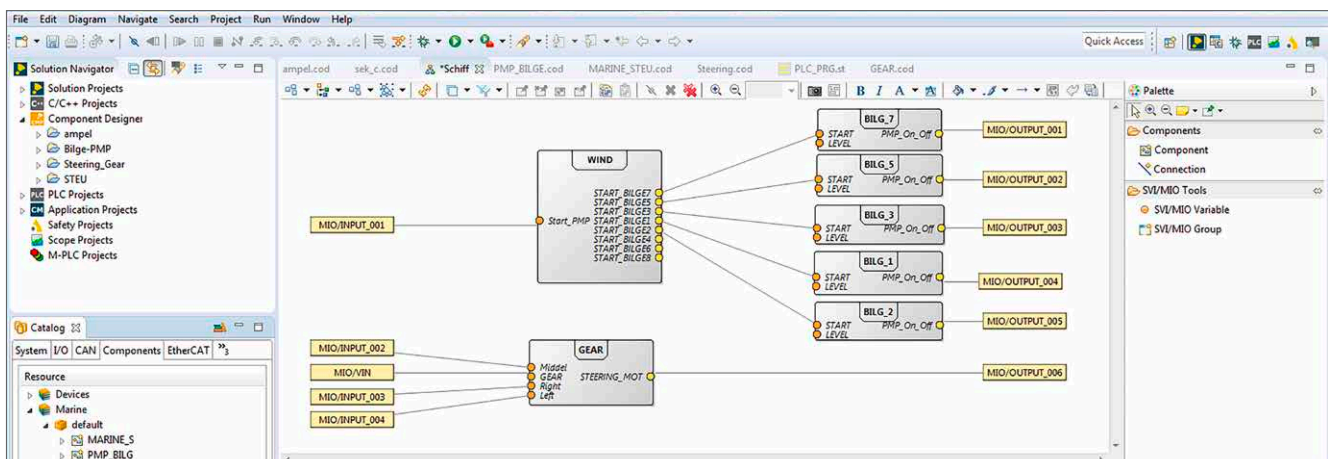 File Edit Diagram Navigate Search Project Run Window Help
Quick Access
PLC
Solution Navigator
ampel.cod sek_c.cod *Schiff PMP_BILGE.cod MARINE_STEU.cod Steering.cod PLC_PRG.st GEAR.cod
Solution Projects
C++ C/C++ Projects
Component Designer
ampel
Bilge-PMP
Steering_Gear
STEU
PLC PLC Projects
CM Application Projects
Safety Projects
Scope Projects
M-PLC Projects
B I A
WIND
Start_PMP
START_BILGE7
START_BILGE5
START_BILGE3
START_BILGE1
START_BILGE2
START_BILGE4
START_BILGE6
START_BILGE8
MIO/INPUT_001
BILG_7
START PMP_On_Off
LEVEL
MIO/OUTPUT_001
BILG_5
START PMP_On_Off
LEVEL
MIO/OUTPUT_002
BILG_3
START PMP_On_Off
LEVEL
MIO/OUTPUT_003
BILG_1
START PMP_On_Off
LEVEL
MIO/OUTPUT_004
BILG_2
START PMP_On_Off
LEVEL
MIO/OUTPUT_005
MIO/INPUT_002
MIO/VIN
MIO/INPUT_003
MIO/INPUT_004
GEAR
Middel
GEAR STEERING_MOT
Right
Left
MIO/OUTPUT_006
Palette
Components
Component
Connection
SVI/MIO Tools
SVI/MIO Variable
SVI/MIO Group
Catalog
System I/O CAN Components EtherCAT »3
Resource
Devices
Marine
default
MARINE_S
PMP_BILG